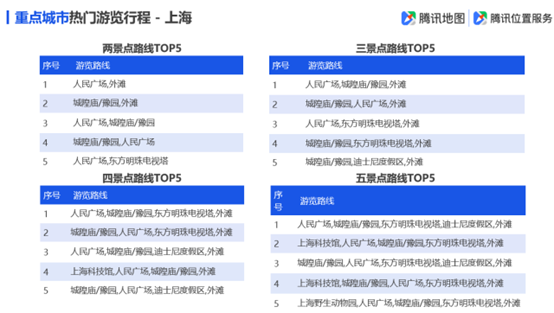 重点城市热门游览行程 - 上海
腾讯地图 腾讯位置服务
两景点路线TOP5
序号 游览路线
1 人民广场,外滩
2 城隍庙/豫园,外滩
3 人民广场,城隍庙/豫园
4 城隍庙/豫园,人民广场
5 人民广场,东方明珠电视塔
三景点路线TOP5
序号 游览路线
1 人民广场,城隍庙/豫园,外滩
2 城隍庙/豫园,人民广场,外滩
3 人民广场,东方明珠电视塔,外滩
4 城隍庙/豫园,东方明珠电视塔,外滩
5 城隍庙/豫园,迪士尼度假区,外滩
四景点路线TOP5
序号 游览路线
1 人民广场,城隍庙/豫园,东方明珠电视塔,外滩
2 城隍庙/豫园,人民广场,东方明珠电视塔,外滩
3 人民广场,城隍庙/豫园,迪士尼度假区,外滩
4 上海科技馆,人民广场,城隍庙/豫园,外滩
5 城隍庙/豫园,人民广场,迪士尼度假区,外滩
五景点路线TOP5
序号 游览路线
1 人民广场,城隍庙/豫园,东方明珠电视塔,迪士尼度假区,外滩
2 上海科技馆,人民广场,城隍庙/豫园,东方明珠电视塔,外滩
3 城隍庙/豫园,人民广场,东方明珠电视塔,迪士尼度假区,外滩
4 上海科技馆,城隍庙/豫园,人民广场,东方明珠电视塔,外滩
5 上海野生动物园,人民广场,城隍庙/豫园,东方明珠电视塔,外滩